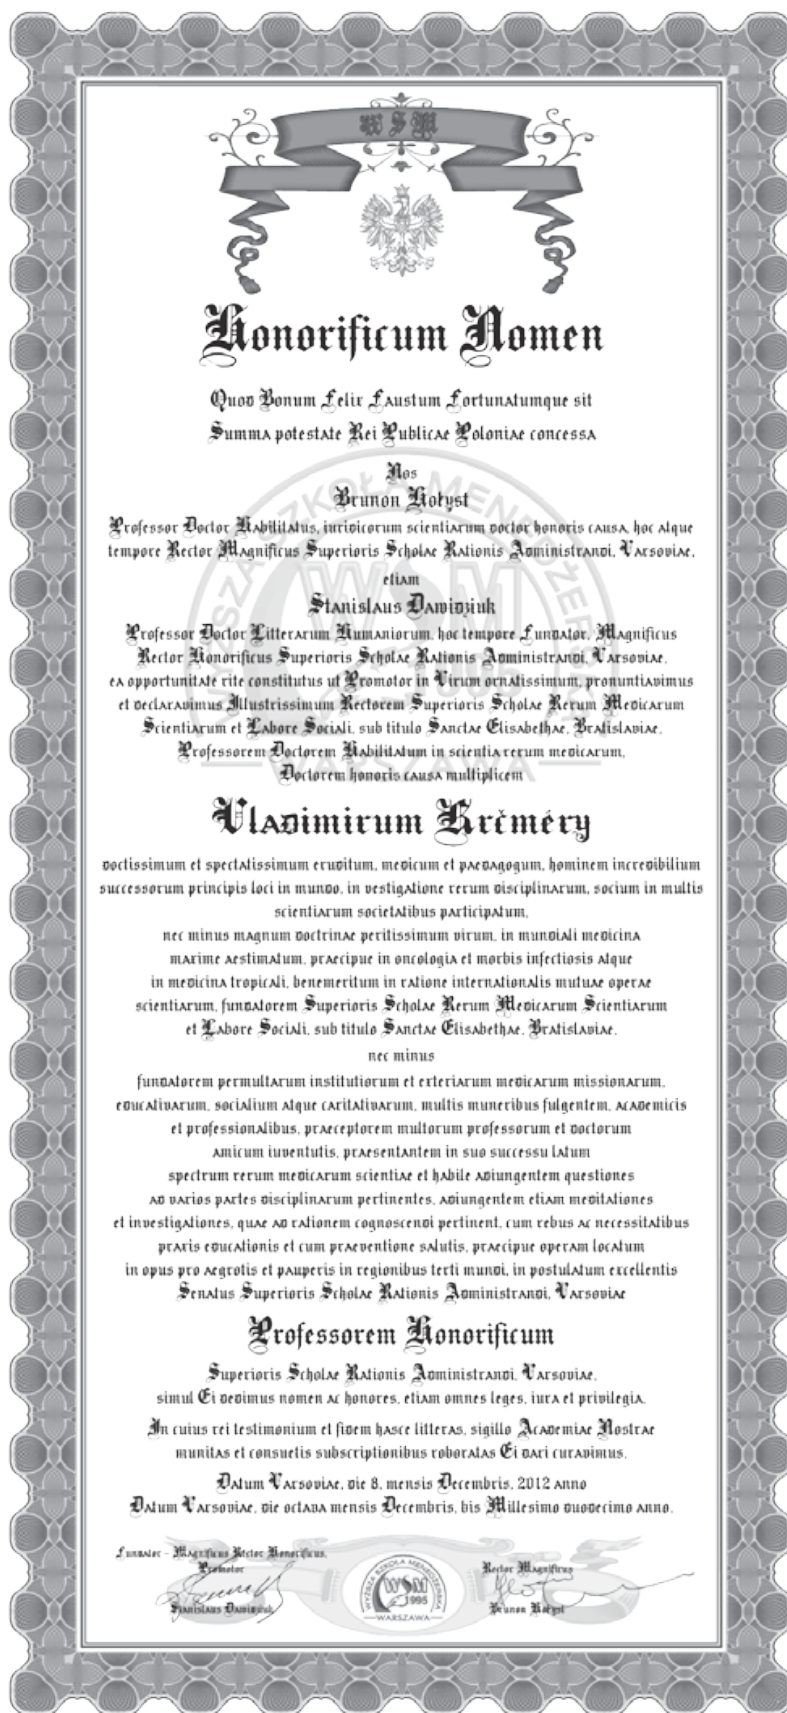 WSM
Honorificum Nomen
Quod Bonum Felix Faustum Fortunatumque sit
Summa potestate Rei Publicae Poloniae concessa
Nos
Brunon Hołyst
Professor Doctor Habilitatus, iuridicorum scientiarum doctor honoris causa, hoc atque
tempore Rector Magnificus Superioris Scholae Rationis Administrandi, Varsoviae,
etiam
Stanislaus Dawidziuk
Professor Doctor Litterarum Humaniorum, hoc tempore Fundator, Magnificus
Rector Honorificus Superioris Scholae Rationis Administrandi, Varsoviae,
ea opportunitate rite constitutus ut Promotor in Virum ornatissimum, pronuntiavimus
et declaravimus Illustrissimum Rectorem Superioris Scholae Rerum Medicarum
Scientiarum et Labore Sociali, sub titulo Sanctae Elisabethae, Bratislaviae,
Professorem Doctorem Habilitatum in scientia rerum medicarum,
Doctorem honoris causa multiplicem
WYŻSZA SZKOŁA MENEDŻERSKA
WSM
1995
WARSZAWA
Vladimirum Krčméry
doctissimum et spectatissimum eruditum, medicum et paedagogum, hominem incredibilium
successorum principis loci in mundo, in vestigatione rerum disciplinarum, socium in multis
scientiarum societatibus participatum,
nec minus magnum doctrinae peritissimum virum, in mundiali medicina
maxime aestimatum, praecipue in oncologia et morbis infectiosis atque
in medicina tropicali, benemeritum in ratione internationalis mutuae operae
scientiarum, fundatorem Superioris Scholae Rerum Medicarum Scientiarum
et Labore Sociali, sub titulo Sanctae Elisabethae, Bratislaviae,
nec minus
fundatorem permultarum institutiorum et exteriarum medicarum missionarum,
educativarum, socialium atque caritativarum, multis muneribus fulgentem, academicis
et professionalibus, praeceptorem multorum professorum et doctorum
amicum iuventutis, praesentantem in suo successu latum
spectrum rerum medicarum scientiae et habile adiungentem questiones
ad varios partes disciplinarum pertinentes, adiungentem etiam meditationes
et investigationes, quae ad rationem cognoscendi pertinent, cum rebus ac necessitatibus
praxis educationis et cum praeventione salutis, praecipue operam locatum
in opus pro aegrotis et pauperis in regionibus terti mundi, in postulatum excellentis
Senatus Superioris Scholae Rationis Administrandi, Varsoviae
Professorem Honorificum
Superioris Scholae Rationis Administrandi, Varsoviae,
simul Ei dedimus nomen ac honores, etiam omnes leges, iura et privilegia.
In cuius rei testimonium et fidem hasce litteras, sigillo Academiae Nostrae
munitas et consuetis subscriptionibus roboratas Ei dari curavimus.
Datum Varsoviae, die 8, mensis Decembris, 2012 anno
Datum Varsoviae, die octava mensis Decembris, bis Millesimo duodecimo anno.
Fundator – Magnificus Rector Honorificus,
Promotor
Stanislaus Dawidziuk
WYŻSZA SZKOŁA MENEDŻERSKA
WSM
1995
WARSZAWA
Rector Magnificus
Brunon Hołyst